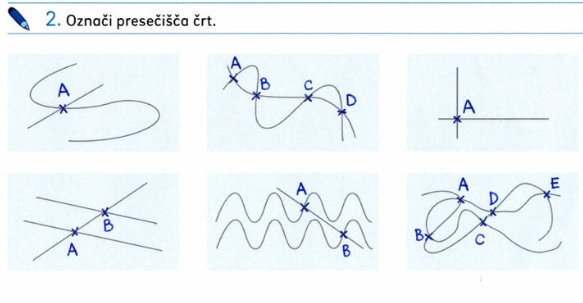 2. Označi presečišča črt.
A
A B C D
A
A B
A B
A B C D E